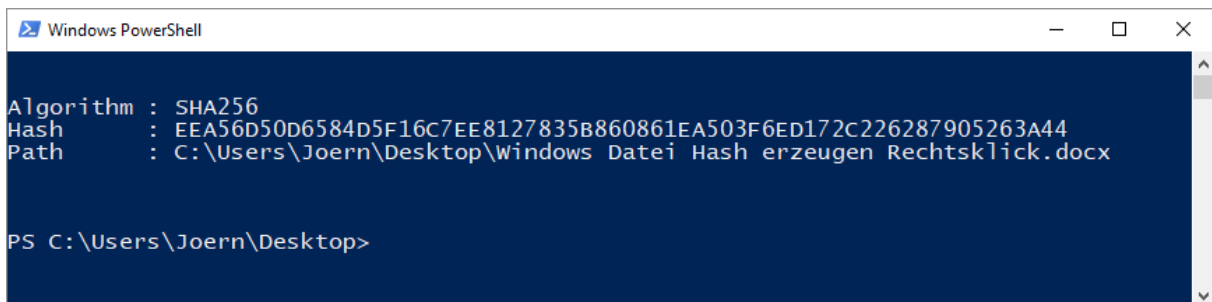 Windows PowerShell
Algorithm : SHA256
Hash      : EEA56D50D6584D5F16C7EE8127835B860861EA503F6ED172C226287905263A44
Path      : C:\Users\Joern\Desktop\Windows Datei Hash erzeugen Rechtsklick.docx
PS C:\Users\Joern\Desktop>